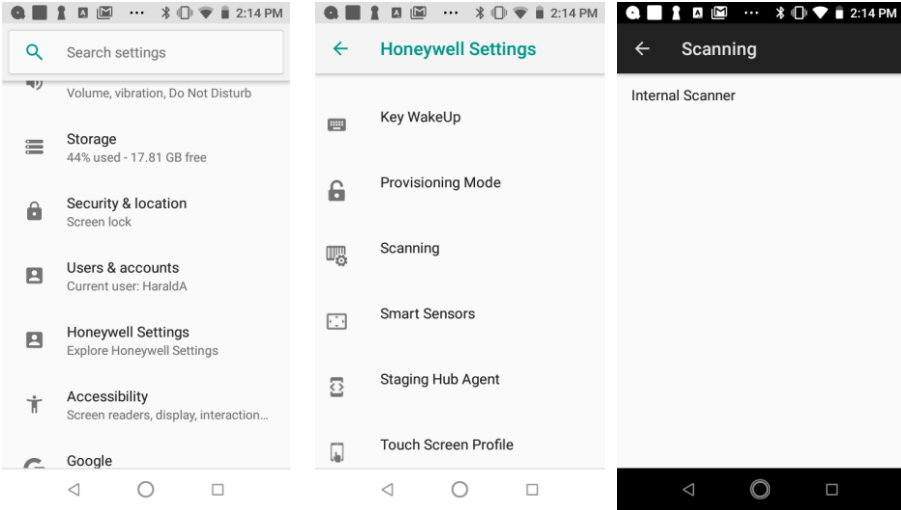 2:14 PM
Search settings
Volume, vibration, Do Not Disturb
Storage
44% used - 17.81 GB free
Security & location
Screen lock
Users & accounts
Current user: HaraldA
Honeywell Settings
Explore Honeywell Settings
Accessibility
Screen readers, display, interaction...
Google
2:14 PM
Honeywell Settings
Key WakeUp
Provisioning Mode
Scanning
Smart Sensors
Staging Hub Agent
Touch Screen Profile
2:14 PM
Scanning
Internal Scanner